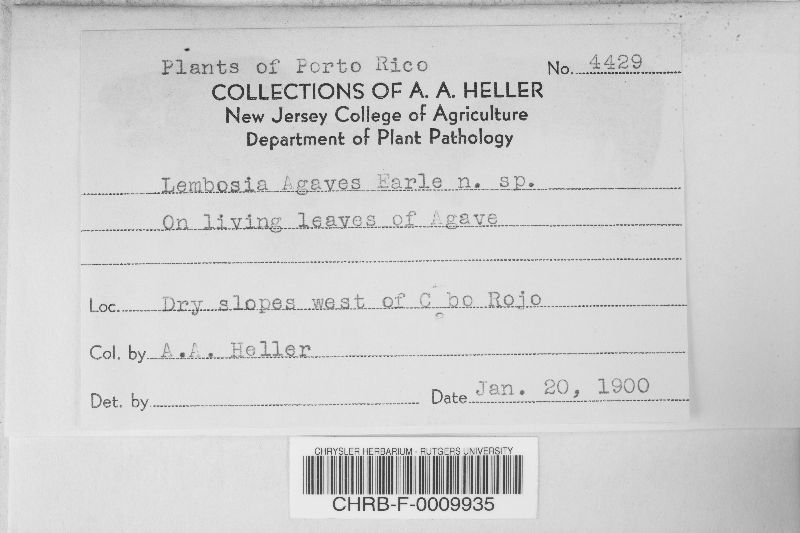 Plants of Porto Rico No. 4429
COLLECTIONS OF A. A. HELLER
New Jersey College of Agriculture
Department of Plant Pathology
Lembosia Agaves Earle n. sp.
On living leaves of Agave
Loc. Dry slopes west of Cabo Rojo
Col. by A.A. Heller
Det. by
Date Jan. 20, 1900
CHRYSLER HERBARIUM - RUTGERS UNIVERSITY
CHRB-F-0009935